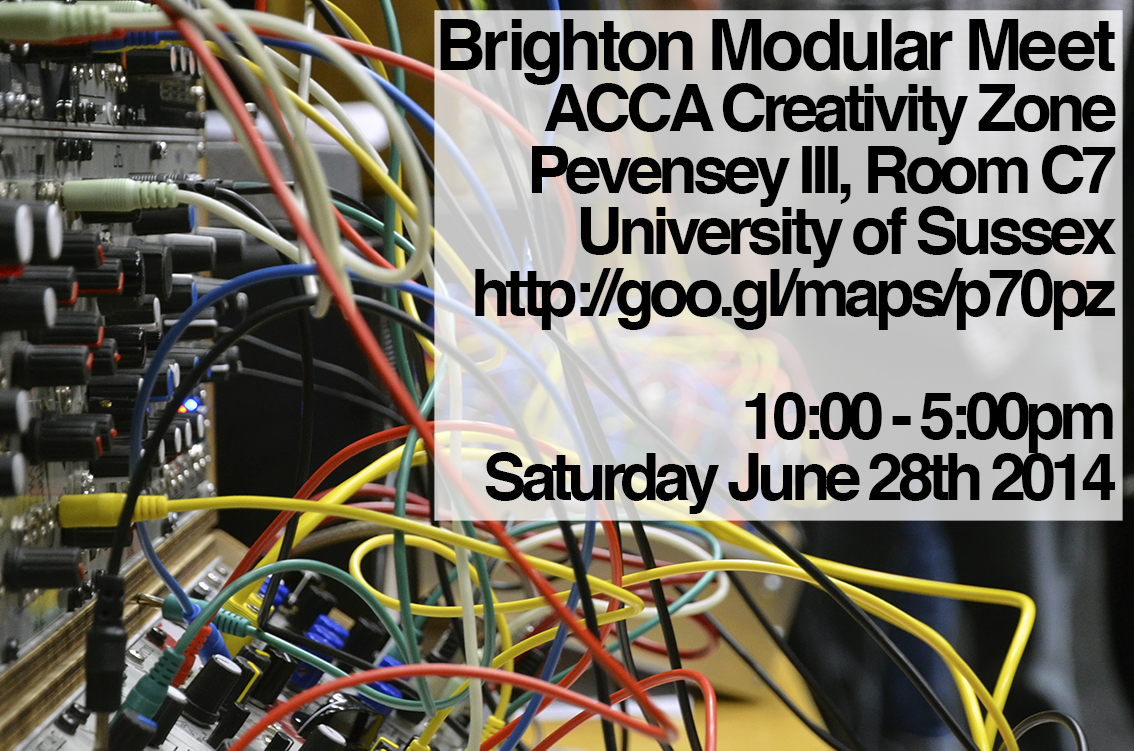 Brighton Modular Meet
ACCA Creativity Zone
Pevensey III, Room C7
University of Sussex
http://goo.gl/maps/p70pz
10:00 - 5:00pm
Saturday June 28th 2014